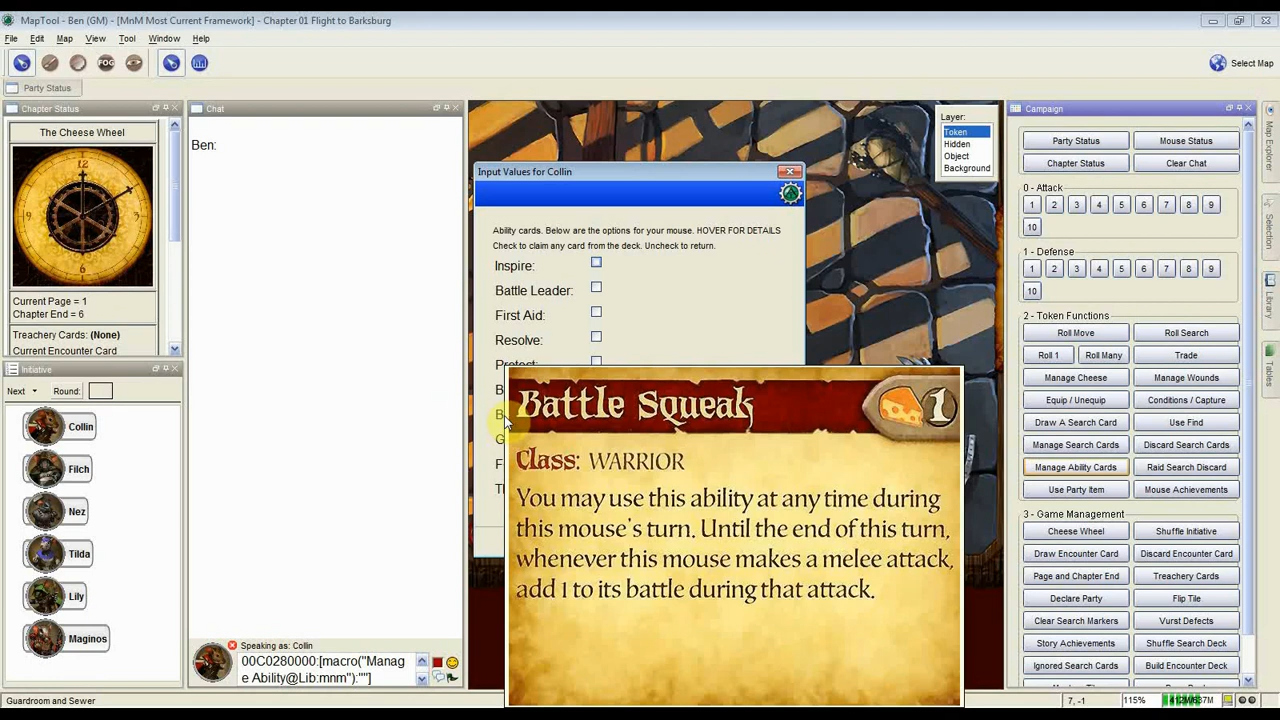 MapTool - Ben (GM) - [MnM Most Current Framework] - Chapter 01 Flight to Barksburg
File Edit Map View Tool Window Help
FOG
Select Map
Party Status
Chapter Status
The Cheese Wheel
12
Current Page = 1
Chapter End = 6
Treachery Cards: (None)
Current Encounter Card
Initiative
Next Round:
Collin
Filch
Nez
Tilda
Lily
Maginos
Chat
Ben:
Speaking as: Collin
00C0280000:[macro("Manag
e Ability@Lib:mnm"):""]
Layer:
Token
Hidden
Object
Background
Input Values for Collin
Ability cards. Below are the options for your mouse. HOVER FOR DETAILS
Check to claim any card from the deck. Uncheck to return.
Inspire:
Battle Leader:
First Aid:
Resolve:
Protect:
B
B
G
F
Battle Squeak 1
Class: WARRIOR
You may use this ability at any time during
this mouse's turn. Until the end of this turn,
whenever this mouse makes a melee attack,
add 1 to its battle during that attack.
Campaign
Party Status Mouse Status
Chapter Status Clear Chat
0 - Attack
1 2 3 4 5 6 7 8 9
10
1 - Defense
1 2 3 4 5 6 7 8 9
10
2 - Token Functions
Roll Move Roll Search
Roll 1 Roll Many Trade
Manage Cheese Manage Wounds
Equip / Unequip Conditions / Capture
Draw A Search Card Use Find
Manage Search Cards Discard Search Cards
Manage Ability Cards Raid Search Discard
Use Party Item Mouse Achievements
3 - Game Management
Cheese Wheel Shuffle Initiative
Draw Encounter Card Discard Encounter Card
Page and Chapter End Treachery Cards
Declare Party Flip Tile
Clear Search Markers Vurst Defects
Story Achievements Shuffle Search Deck
Ignored Search Cards Build Encounter Deck
Map Explorer
Selection
Library
Tables
Guardroom and Sewer
7, -1
115%